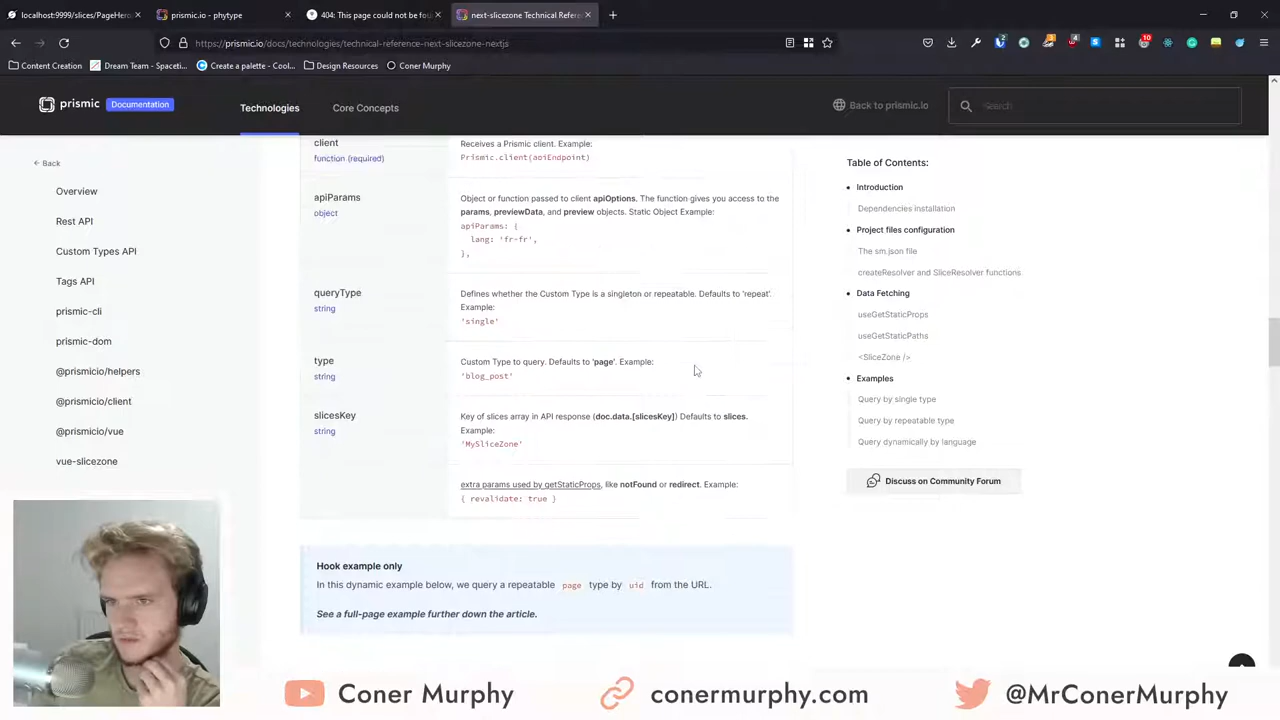 localhost:9999/slices/PageHero
prismic.io - phytype
404: This page could not be fou
next-slicezone Technical Refere
https://prismic.io/docs/technologies/technical-reference-next-slicezone-nextjs
10
Content Creation
Dream Team - Spaceti...
Create a palette - Cool...
Design Resources
Coner Murphy
prismic
Documentation
Technologies
Core Concepts
Back to prismic.io
Search
Back
Overview
Rest API
Custom Types API
Tags API
prismic-cli
prismic-dom
@prismicio/helpers
@prismicio/client
@prismicio/vue
vue-slicezone
client
function (required)
Receives a Prismic client. Example:
Prismic.client(apiEndpoint)
apiParams
object
Object or function passed to client apiOptions. The function gives you access to the
params, previewData, and preview objects. Static Object Example:
apiParams: {
lang: 'fr-fr',
},
queryType
string
Defines whether the Custom Type is a singleton or repeatable. Defaults to 'repeat'.
Example:
'single'
type
string
Custom Type to query. Defaults to 'page'. Example:
'blog_post'
slicesKey
string
Key of slices array in API response (doc.data.[slicesKey]) Defaults to slices.
Example:
'MySliceZone'
extra params used by getStaticProps, like notFound or redirect. Example:
{ revalidate: true }
Hook example only
In this dynamic example below, we query a repeatable page type by uid from the URL.
See a full-page example further down the article.
Table of Contents:
Introduction
Dependencies installation
Project files configuration
The sm.json file
createResolver and SliceResolver functions
Data Fetching
useGetStaticProps
useGetStaticPaths
<SliceZone />
Examples
Query by single type
Query by repeatable type
Query dynamically by language
Discuss on Community Forum
Coner Murphy
conermurphy.com
@MrConerMurphy